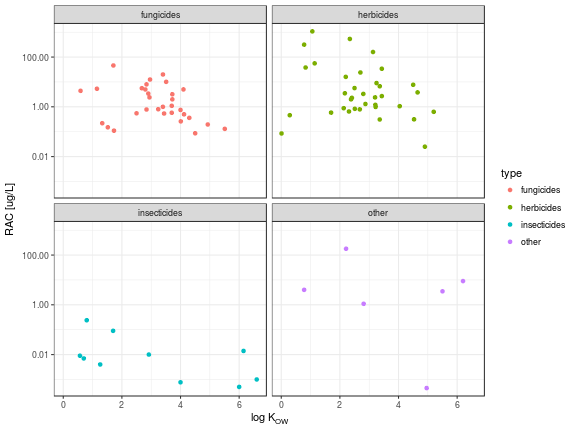 fungicides herbicides
100.00
1.00
0.01
RAC [ug/L]
insecticides other
100.00
1.00
0.01
0 2 4 6 0 2 4 6
log K_OW
type
fungicides
herbicides
insecticides
other